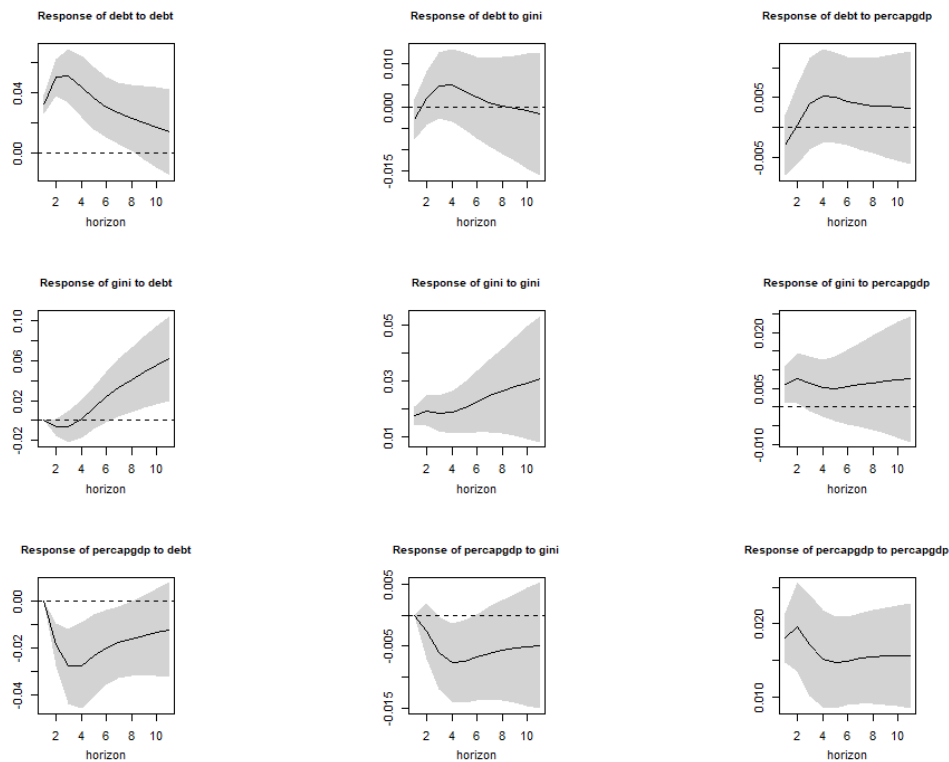 Response of debt to debt
Response of debt to gini
Response of debt to percapgdp
0.00 0.04
-0.015 0.000 0.010
-0.005 0.005
2 4 6 8 10
2 4 6 8 10
2 4 6 8 10
horizon
horizon
horizon
Response of gini to debt
Response of gini to gini
Response of gini to percapgdp
-0.02 0.02 0.06 0.10
0.01 0.03 0.05
-0.010 0.005 0.020
2 4 6 8 10
2 4 6 8 10
2 4 6 8 10
horizon
horizon
horizon
Response of percapgdp to debt
Response of percapgdp to gini
Response of percapgdp to percapgdp
-0.04 -0.02 0.00
-0.015 -0.005 0.005
0.010 0.020
2 4 6 8 10
2 4 6 8 10
2 4 6 8 10
horizon
horizon
horizon